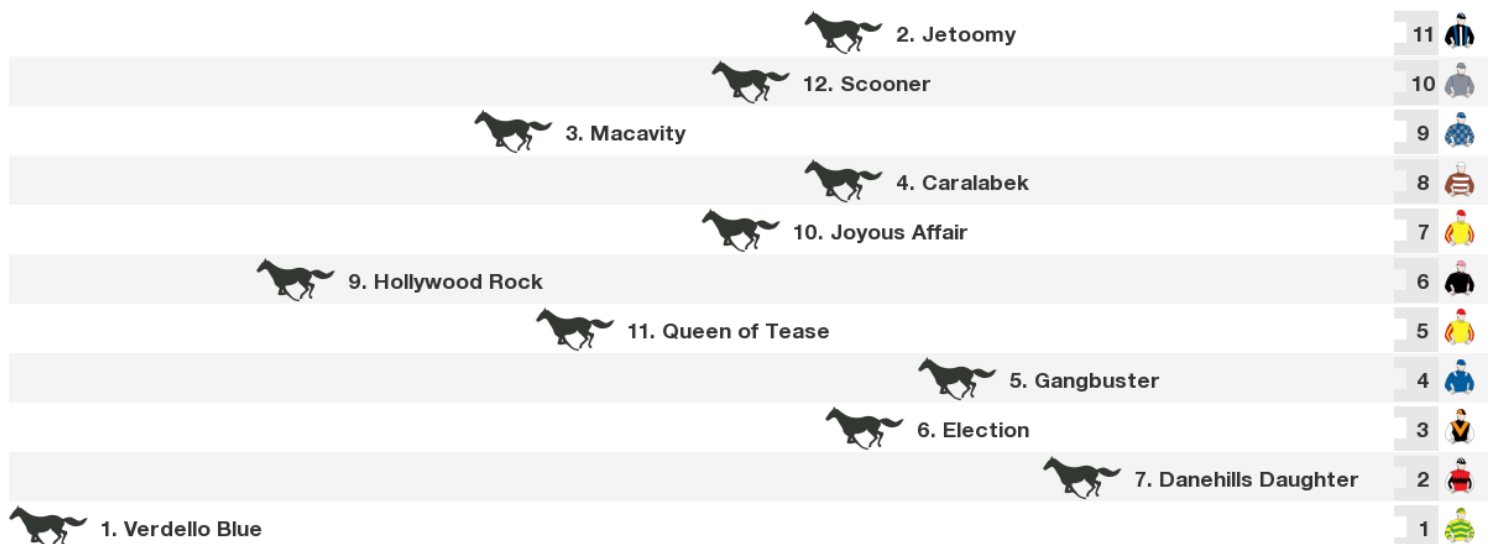 2. Jetoomy 11
12. Scooner 10
3. Macavity 9
4. Caralabek 8
10. Joyous Affair 7
9. Hollywood Rock 6
11. Queen of Tease 5
5. Gangbuster 4
6. Election 3
7. Danehills Daughter 2
1. Verdello Blue 1